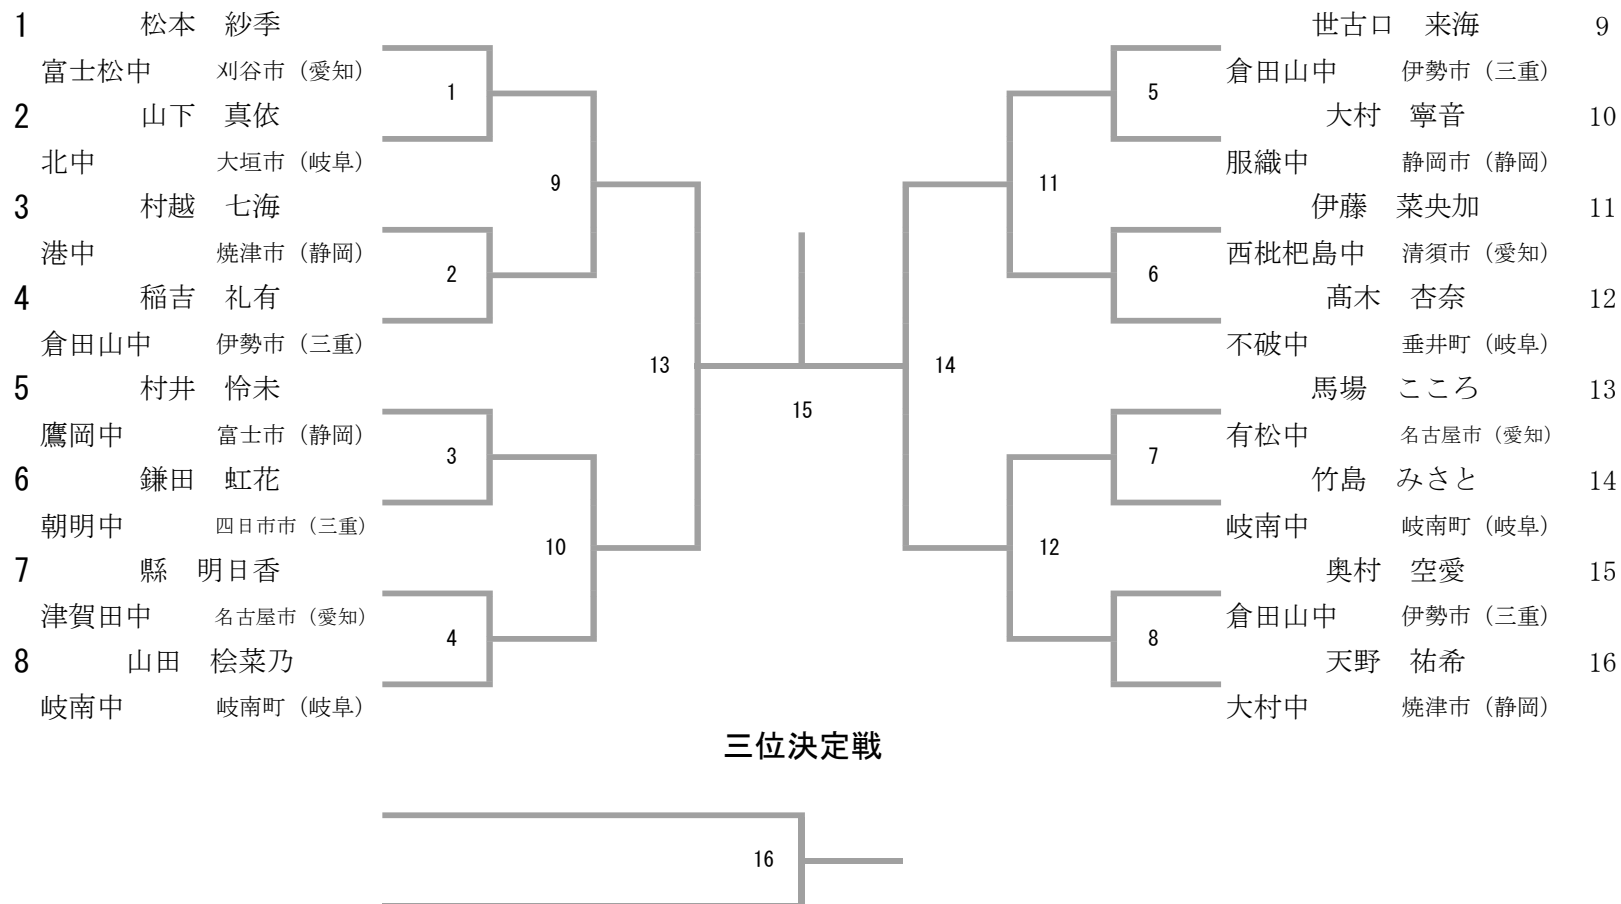 1 松本 紗季
富士松中 刈谷市（愛知）
2 山下 真依
北中 大垣市（岐阜）
3 村越 七海
港中 焼津市（静岡）
4 稲吉 礼有
倉田山中 伊勢市（三重）
5 村井 怜未
鷹岡中 富士市（静岡）
6 鎌田 虹花
朝明中 四日市市（三重）
7 縣 明日香
津賀田中 名古屋市（愛知）
8 山田 桧菜乃
岐南中 岐南町（岐阜）
1
2
3
4
9
10
13
15
14
11
12
5
6
7
8
世古口 来海 9
倉田山中 伊勢市（三重）
大村 寧音 10
服織中 静岡市（静岡）
伊藤 菜央加 11
西枇杷島中 清須市（愛知）
髙木 杏奈 12
不破中 垂井町（岐阜）
馬場 こころ 13
有松中 名古屋市（愛知）
竹島 みさと 14
岐南中 岐南町（岐阜）
奥村 空愛 15
倉田山中 伊勢市（三重）
天野 祐希 16
大村中 焼津市（静岡）
三位決定戦
16